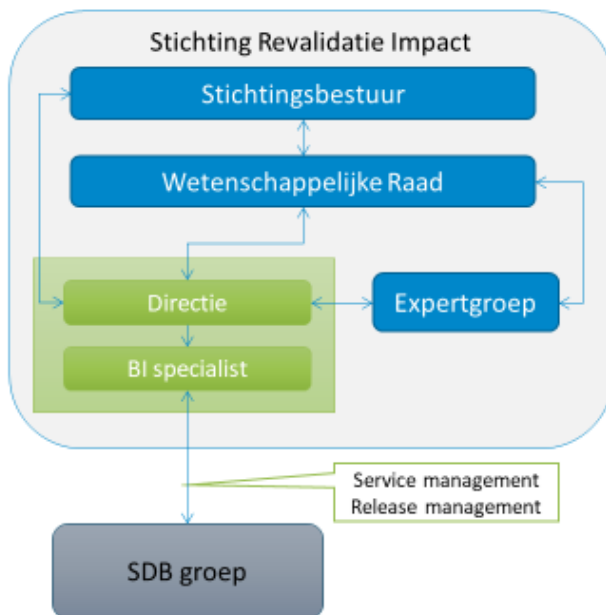 Stichting Revalidatie Impact
Stichtingsbestuur
Wetenschappelijke Raad
Directie
Expertgroep
BI specialist
Service management
Release management
SDB groep